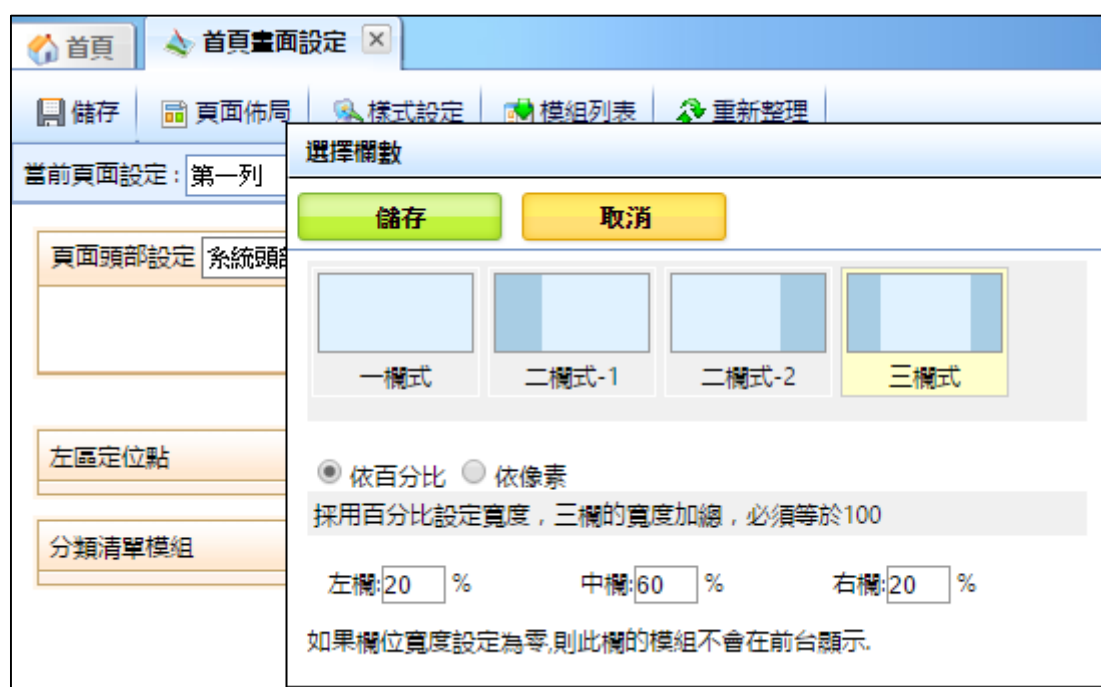 首頁 首頁畫面設定
儲存 頁面佈局 樣式設定 模組列表 重新整理
當前頁面設定：第一列
選擇欄數
儲存 取消
頁面頭部設定 系統頭部
一欄式 二欄式-1 二欄式-2 三欄式
左區定位點
依百分比 依像素
採用百分比設定寬度，三欄的寬度加總，必須等於100
分類清單模組
左欄:20 % 中欄:60 % 右欄:20 %
如果欄位寬度設定為零,則此欄的模組不會在前台顯示.